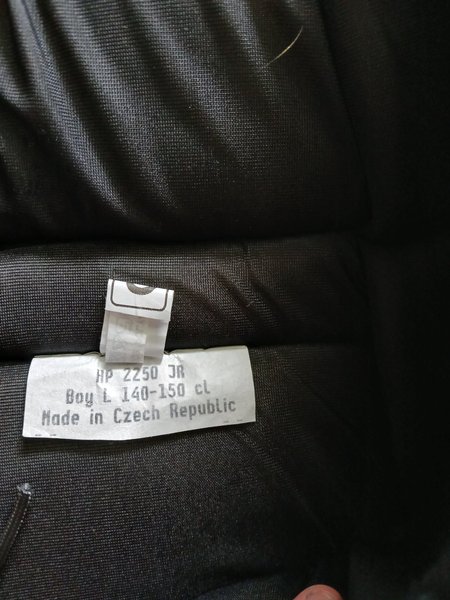 HP 2250 JR
Boy L 140-150 cl
Made in Czech Republic